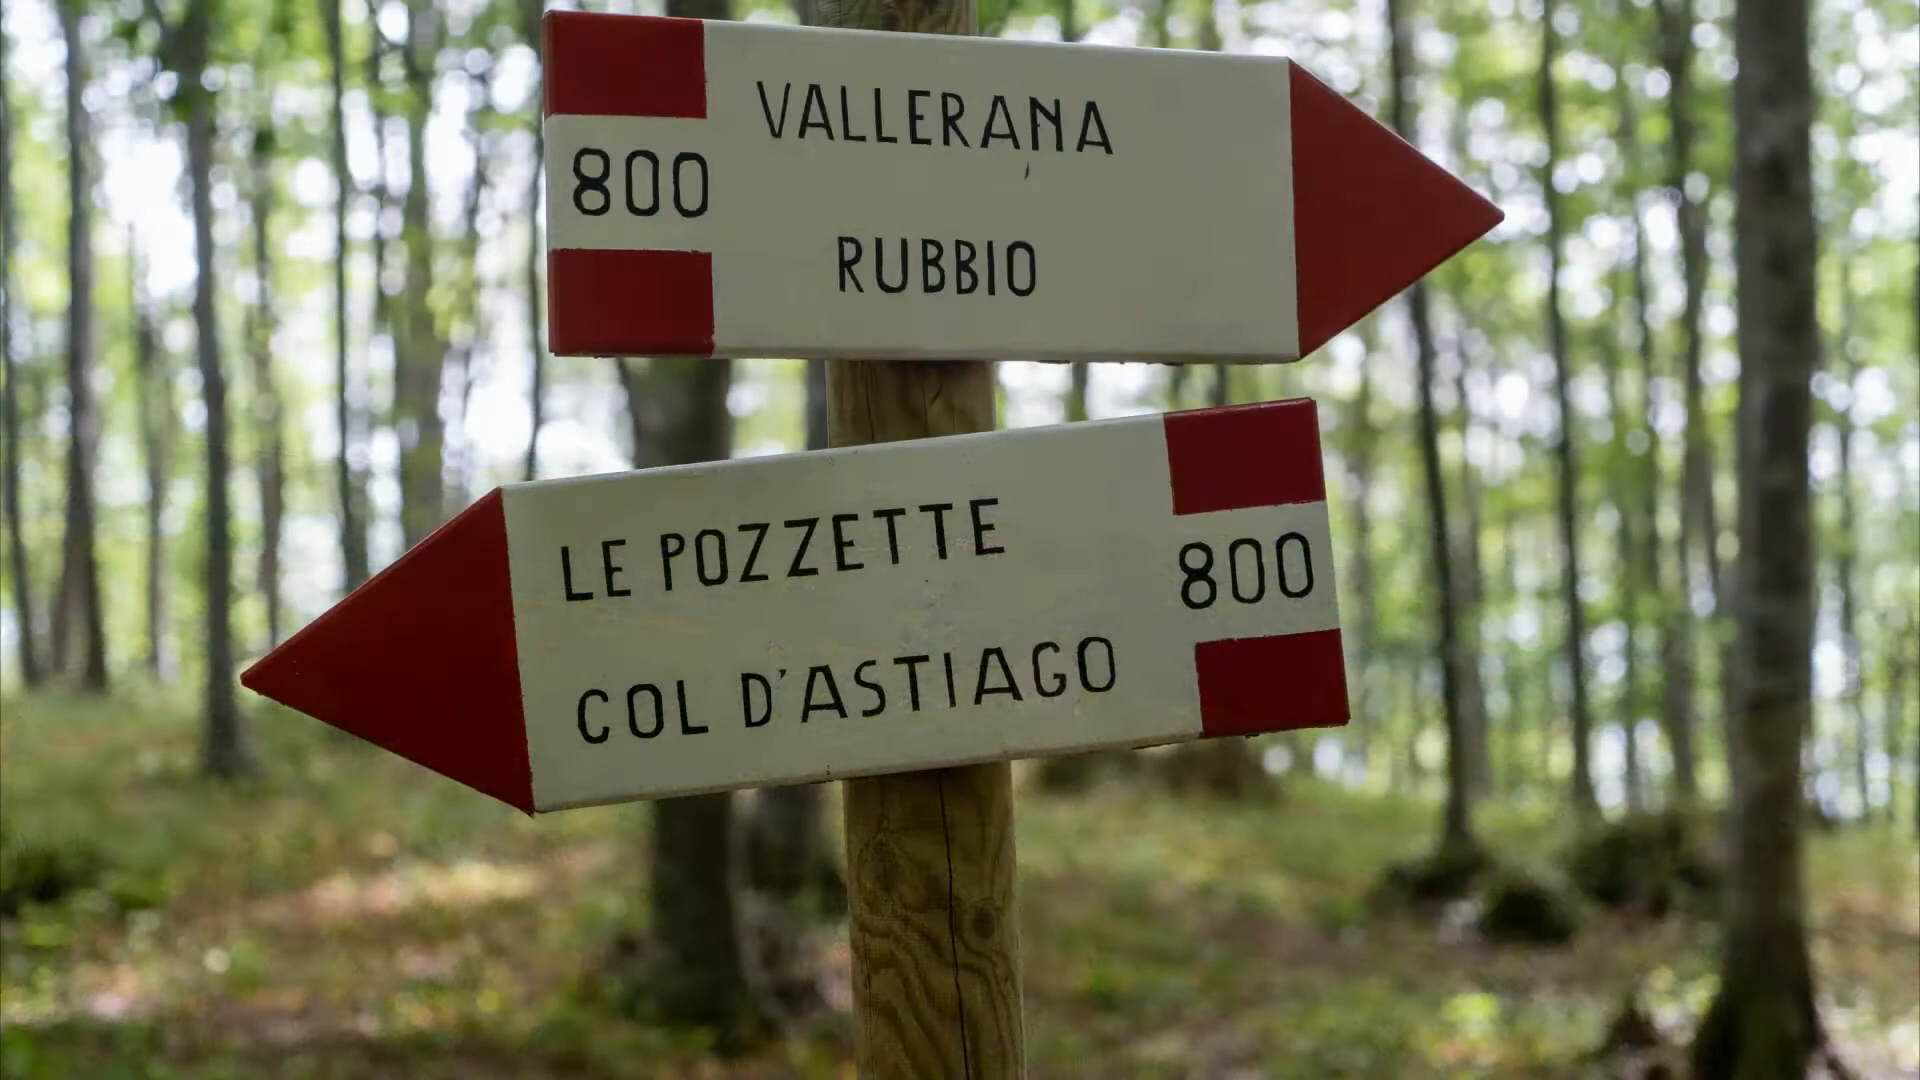 VALLERANA
800
RUBBIO
LE POZZETTE
800
COL D'ASTIAGO